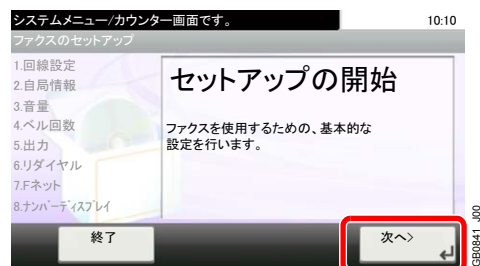 システムメニュー/カウンター画面です。
10:10
ファクスのセットアップ
1.回線設定
2.自局情報
3.音量
4.ベル回数
5.出力
6.リダイヤル
7.Fネット
8.ナンバーディスプレイ
セットアップの開始
ファクスを使用するための、基本的な
設定を行います。
終了
次へ>
GB0841_J00